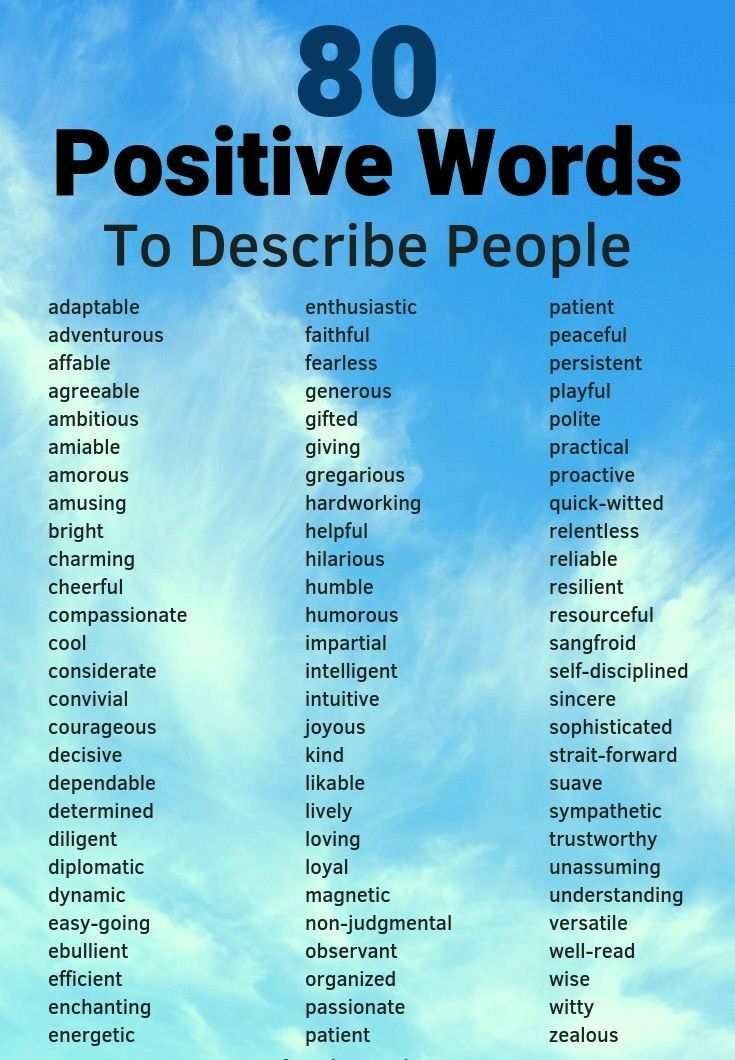 80
Positive Words
To Describe People
adaptable
adventurous
affable
agreeable
ambitious
amiable
amorous
amusing
bright
charming
cheerful
compassionate
cool
considerate
convivial
courageous
decisive
dependable
determined
diligent
diplomatic
dynamic
easy-going
ebullient
efficient
enchanting
energetic
enthusiastic
faithful
fearless
generous
gifted
giving
gregarious
hardworking
helpful
hilarious
humble
humorous
impartial
intelligent
intuitive
joyous
kind
likable
lively
loving
loyal
magnetic
non-judgmental
observant
organized
passionate
patient
patient
peaceful
persistent
playful
polite
practical
proactive
quick-witted
relentless
reliable
resilient
resourceful
sangfroid
self-disciplined
sincere
sophisticated
strait-forward
suave
sympathetic
trustworthy
unassuming
understanding
versatile
well-read
wise
witty
zealous